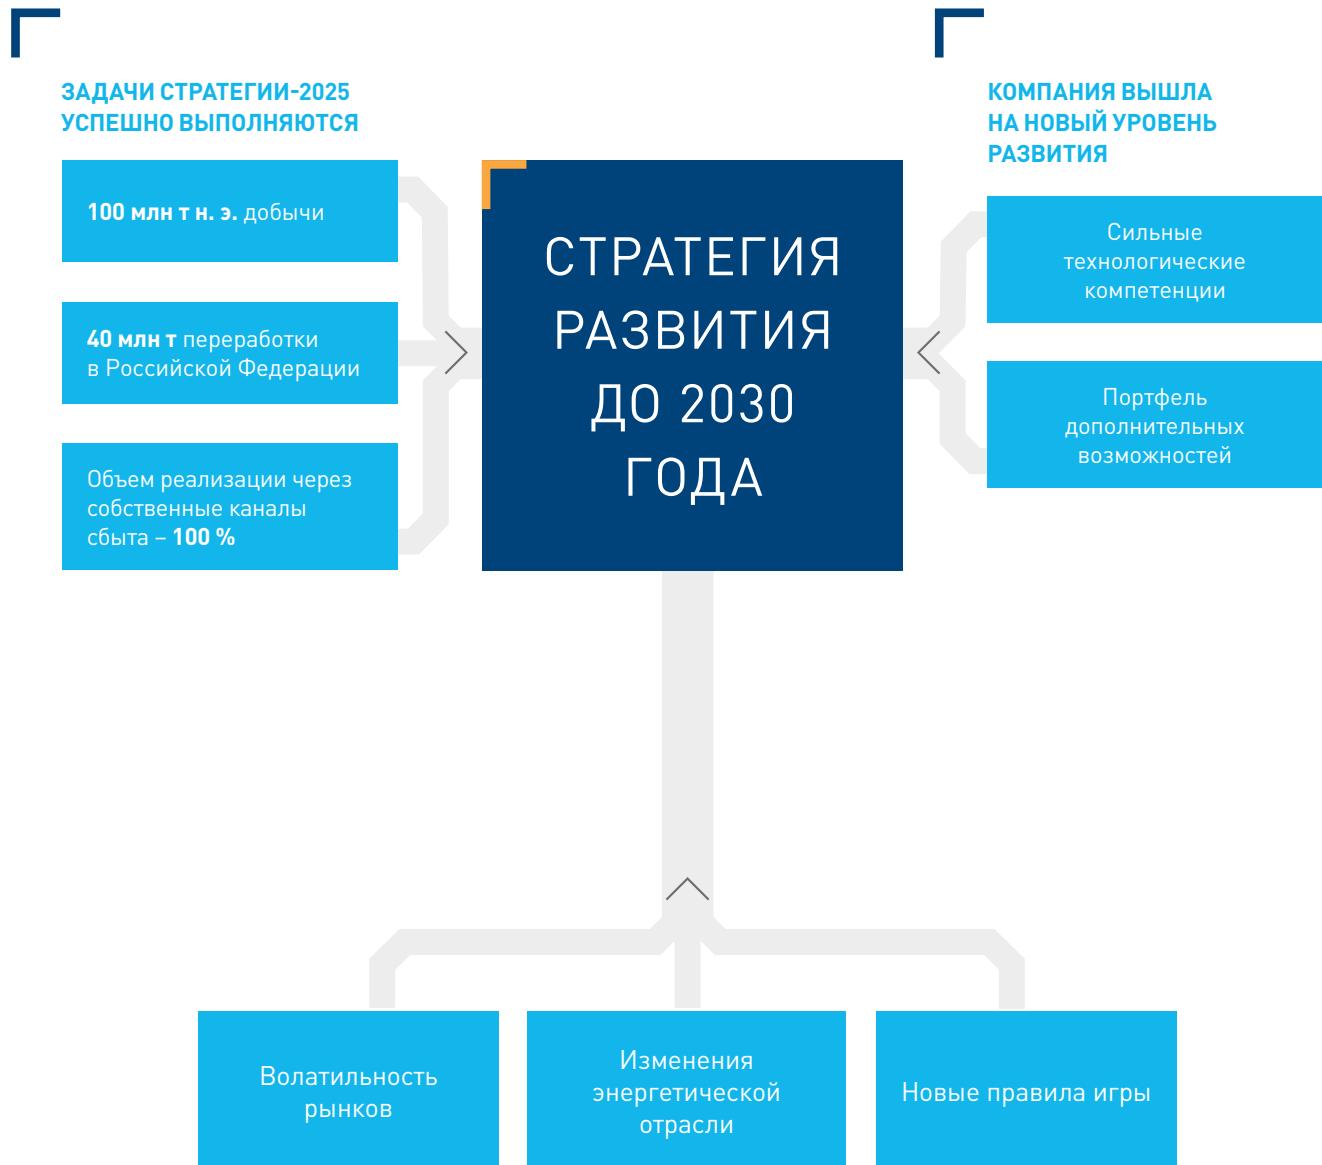 ЗАДАЧИ СТРАТЕГИИ-2025
УСПЕШНО ВЫПОЛНЯЮТСЯ
100 млн т н. э. добычи
40 млн т переработки
в Российской Федерации
Объем реализации через
собственные каналы
сбыта – 100 %
СТРАТЕГИЯ
РАЗВИТИЯ
ДО 2030
ГОДА
КОМПАНИЯ ВЫШЛА
НА НОВЫЙ УРОВЕНЬ
РАЗВИТИЯ
Сильные
технологические
компетенции
Портфель
дополнительных
возможностей
Волатильность
рынков
Изменения
энергетической
отрасли
Новые правила игры